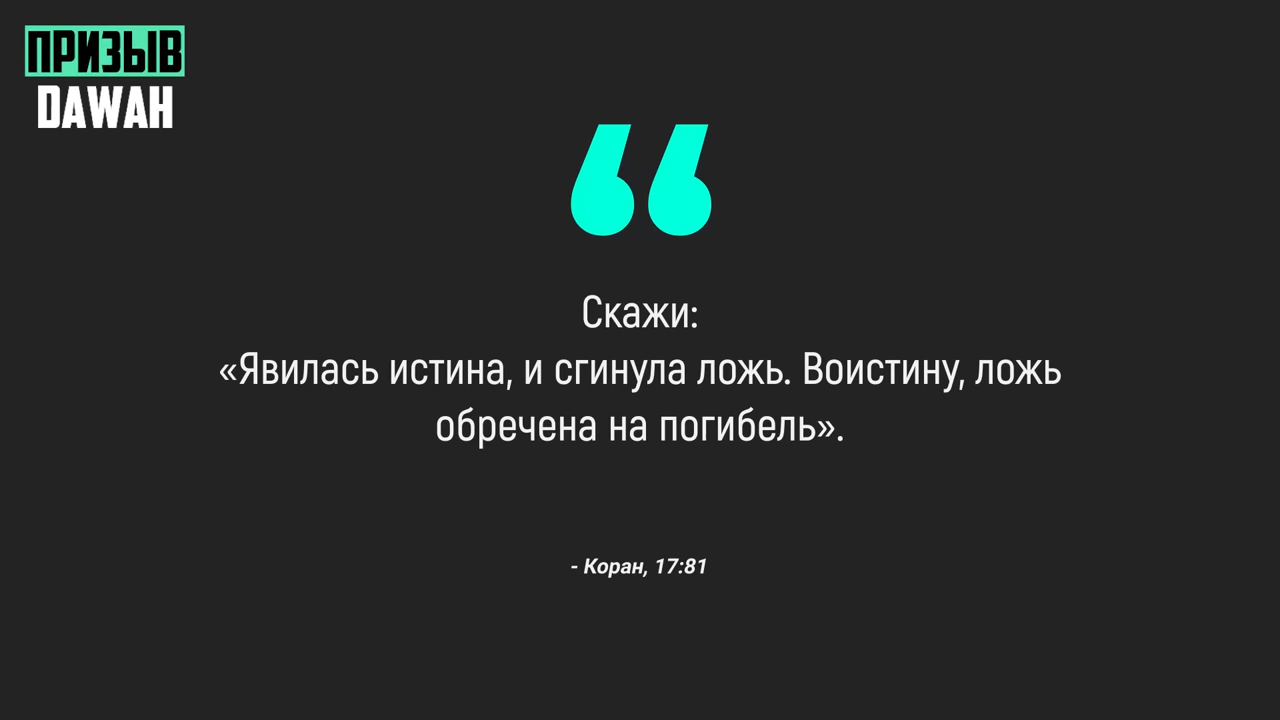 ПРИЗЫВ
DAWAH
Скажи:
«Явилась истина, и сгинула ложь. Воистину, ложь
обречена на погибель».
- Коран, 17:81